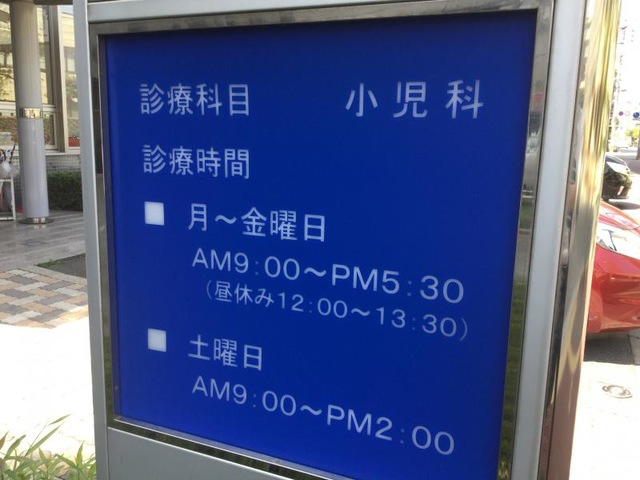 診療科目 小児科
診療時間
月～金曜日
AM9:00～PM5:30
(昼休み12:00～13:30)
土曜日
AM9:00～PM2:00